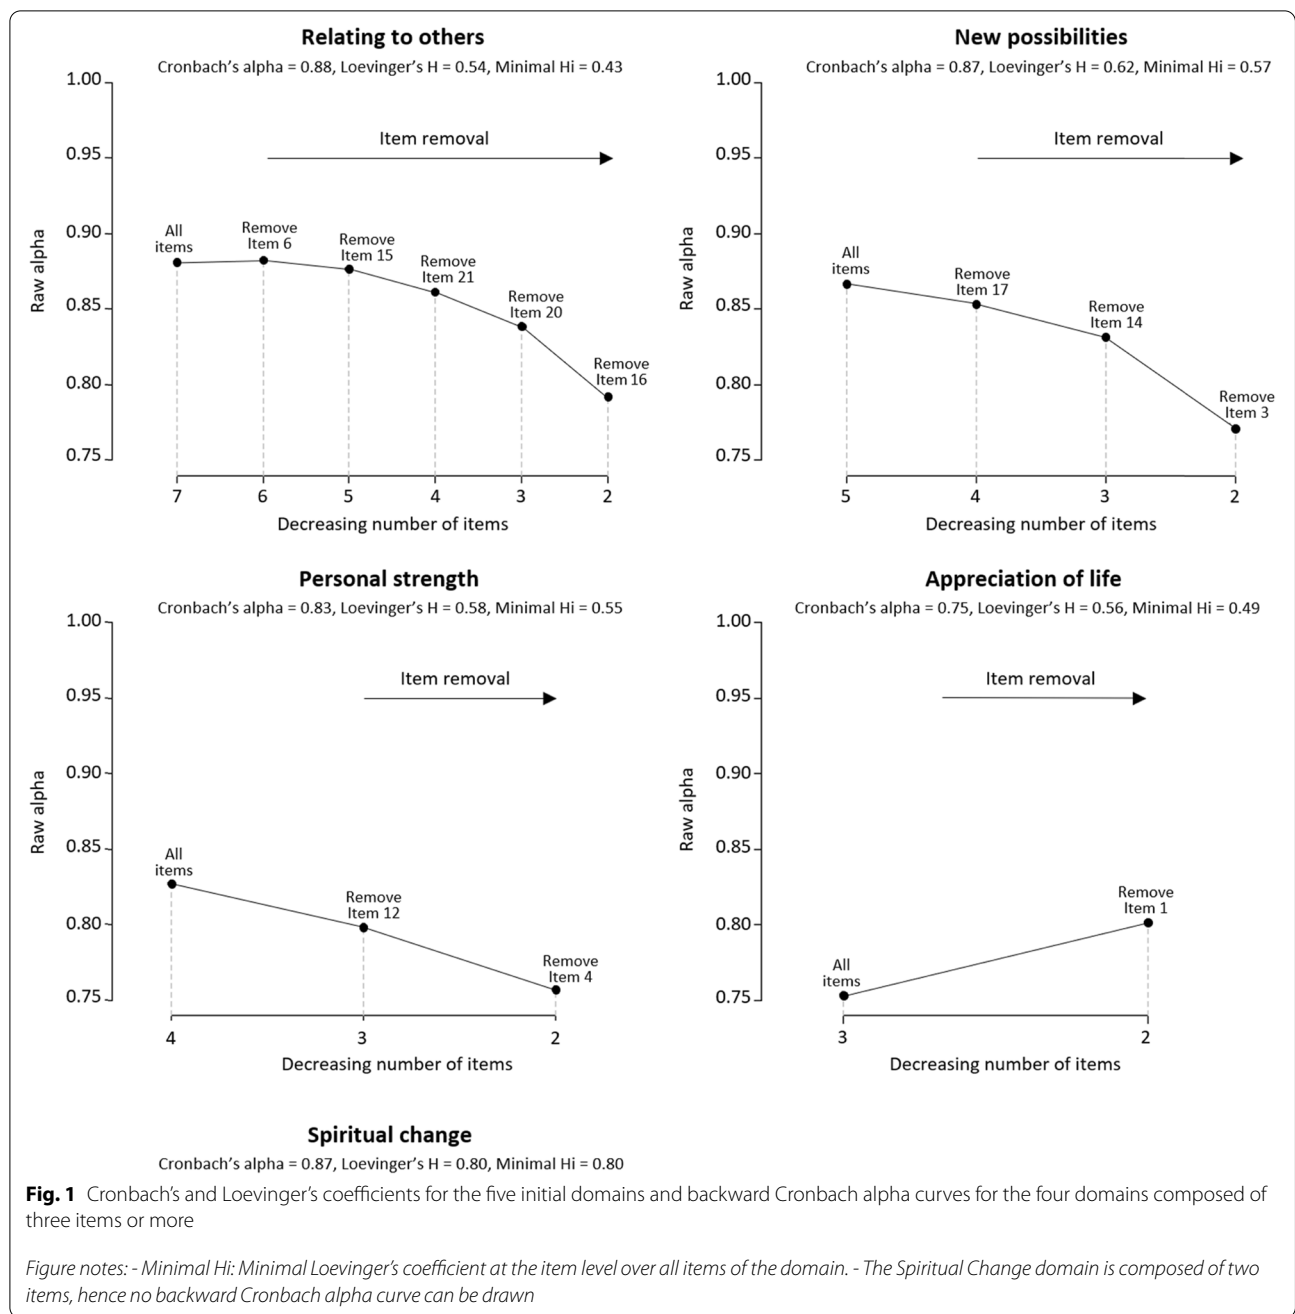 Relating to others
Cronbach's alpha = 0.88, Loevinger's H = 0.54, Minimal Hi = 0.43
1.00
0.95
0.90
0.85
0.80
0.75
Raw alpha
Item removal
All
items
Remove
Item 6
Remove
Item 15
Remove
Item 21
Remove
Item 20
Remove
Item 16
7 6 5 4 3 2
Decreasing number of items
New possibilities
Cronbach's alpha = 0.87, Loevinger's H = 0.62, Minimal Hi = 0.57
1.00
0.95
0.90
0.85
0.80
0.75
Raw alpha
Item removal
All
items
Remove
Item 17
Remove
Item 14
Remove
Item 3
5 4 3 2
Decreasing number of items
Personal strength
Cronbach's alpha = 0.83, Loevinger's H = 0.58, Minimal Hi = 0.55
1.00
0.95
0.90
0.85
0.80
0.75
Raw alpha
Item removal
All
items
Remove
Item 12
Remove
Item 4
4 3 2
Decreasing number of items
Appreciation of life
Cronbach's alpha = 0.75, Loevinger's H = 0.56, Minimal Hi = 0.49
1.00
0.95
0.90
0.85
0.80
0.75
Raw alpha
Item removal
All
items
Remove
Item 1
3 2
Decreasing number of items
Spiritual change
Cronbach's alpha = 0.87, Loevinger's H = 0.80, Minimal Hi = 0.80
Fig. 1 Cronbach's and Loevinger's coefficients for the five initial domains and backward Cronbach alpha curves for the four domains composed of
three items or more
Figure notes: - Minimal Hi: Minimal Loevinger's coefficient at the item level over all items of the domain. - The Spiritual Change domain is composed of two
items, hence no backward Cronbach alpha curve can be drawn